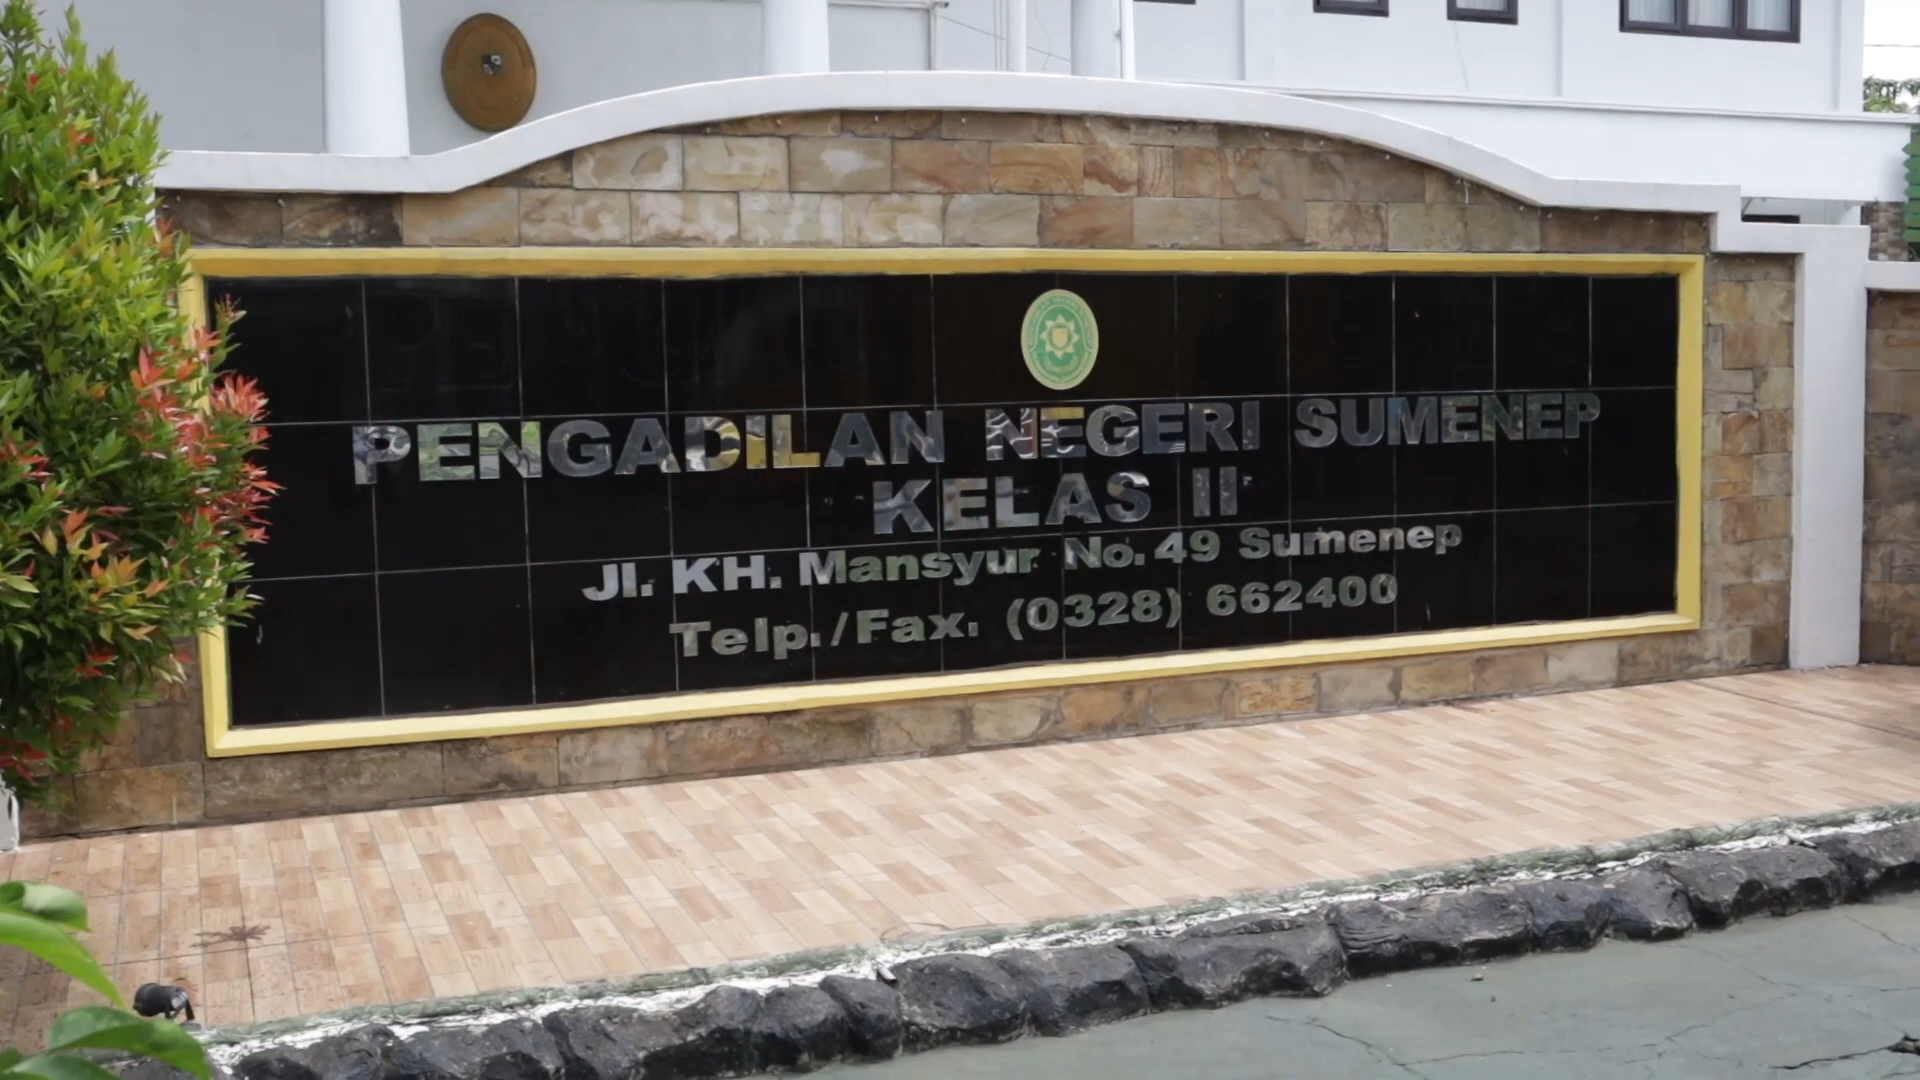 PENGADILAN NEGERI SUMENEP
KELAS II
Jl. KH. Mansyur No. 49 Sumenep
Telp./Fax. (0328) 662400